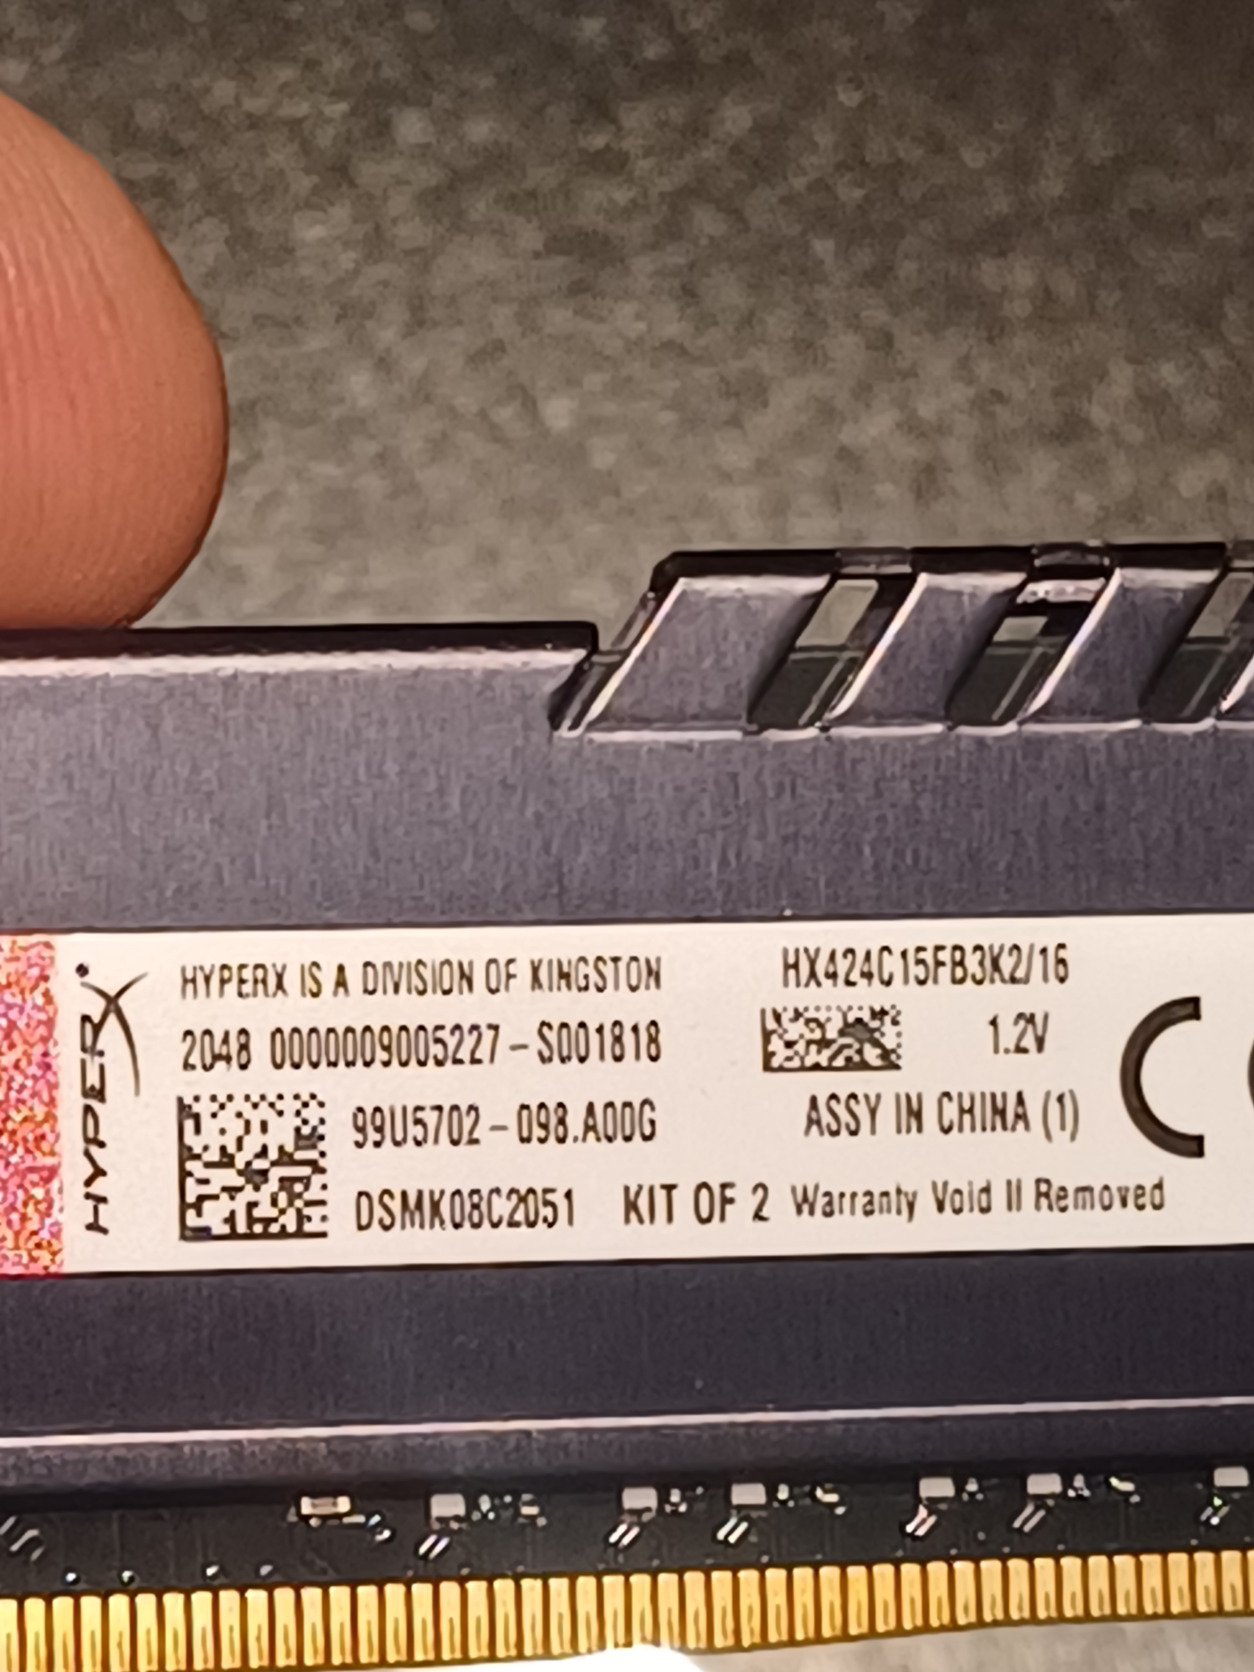 HYPERX
HYPERX IS A DIVISION OF KINGSTON
2048 0000009005227-S001818
99U5702-098.A00G
DSMK08C2051 KIT OF 2 Warranty Void If Removed
HX424C15FB3K2/16
1.2V
ASSY IN CHINA (1)